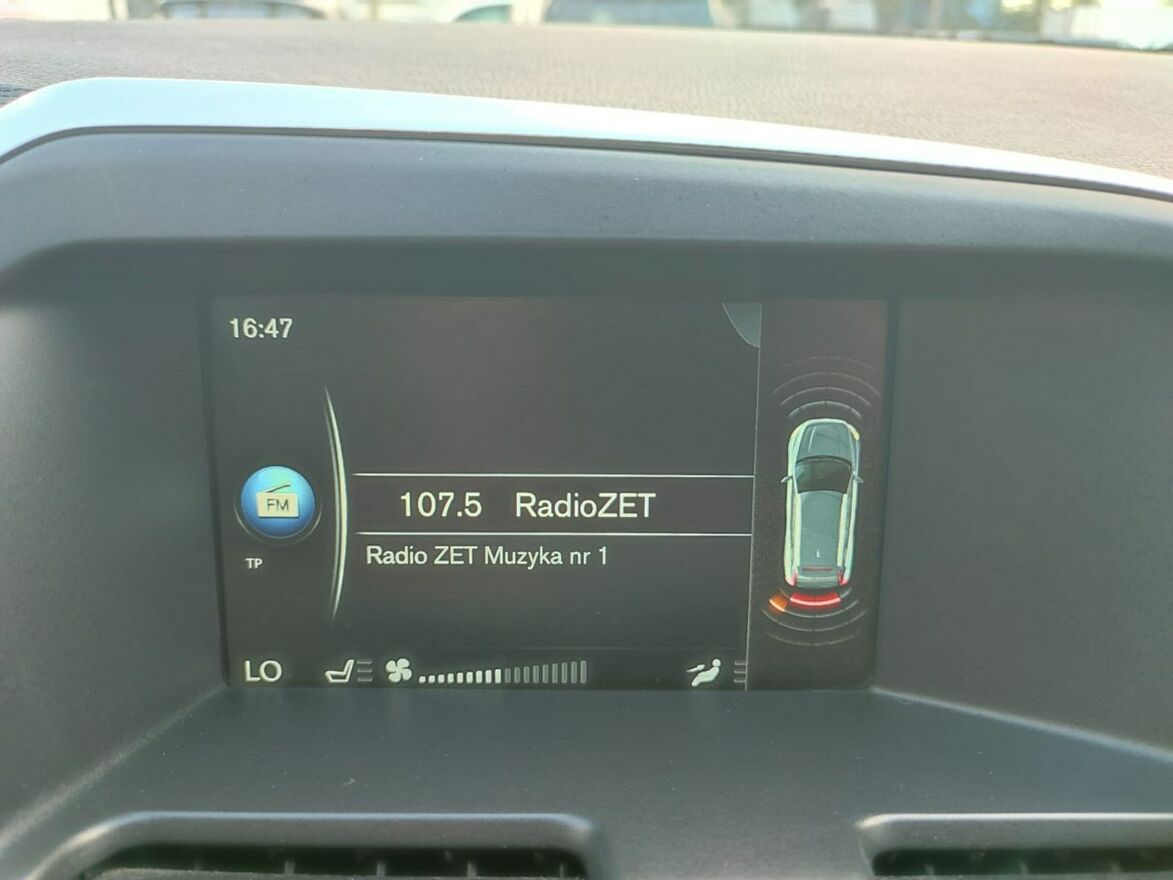 16:47
FM
107.5 RadioZET
TP
Radio ZET Muzyka nr 1
LO